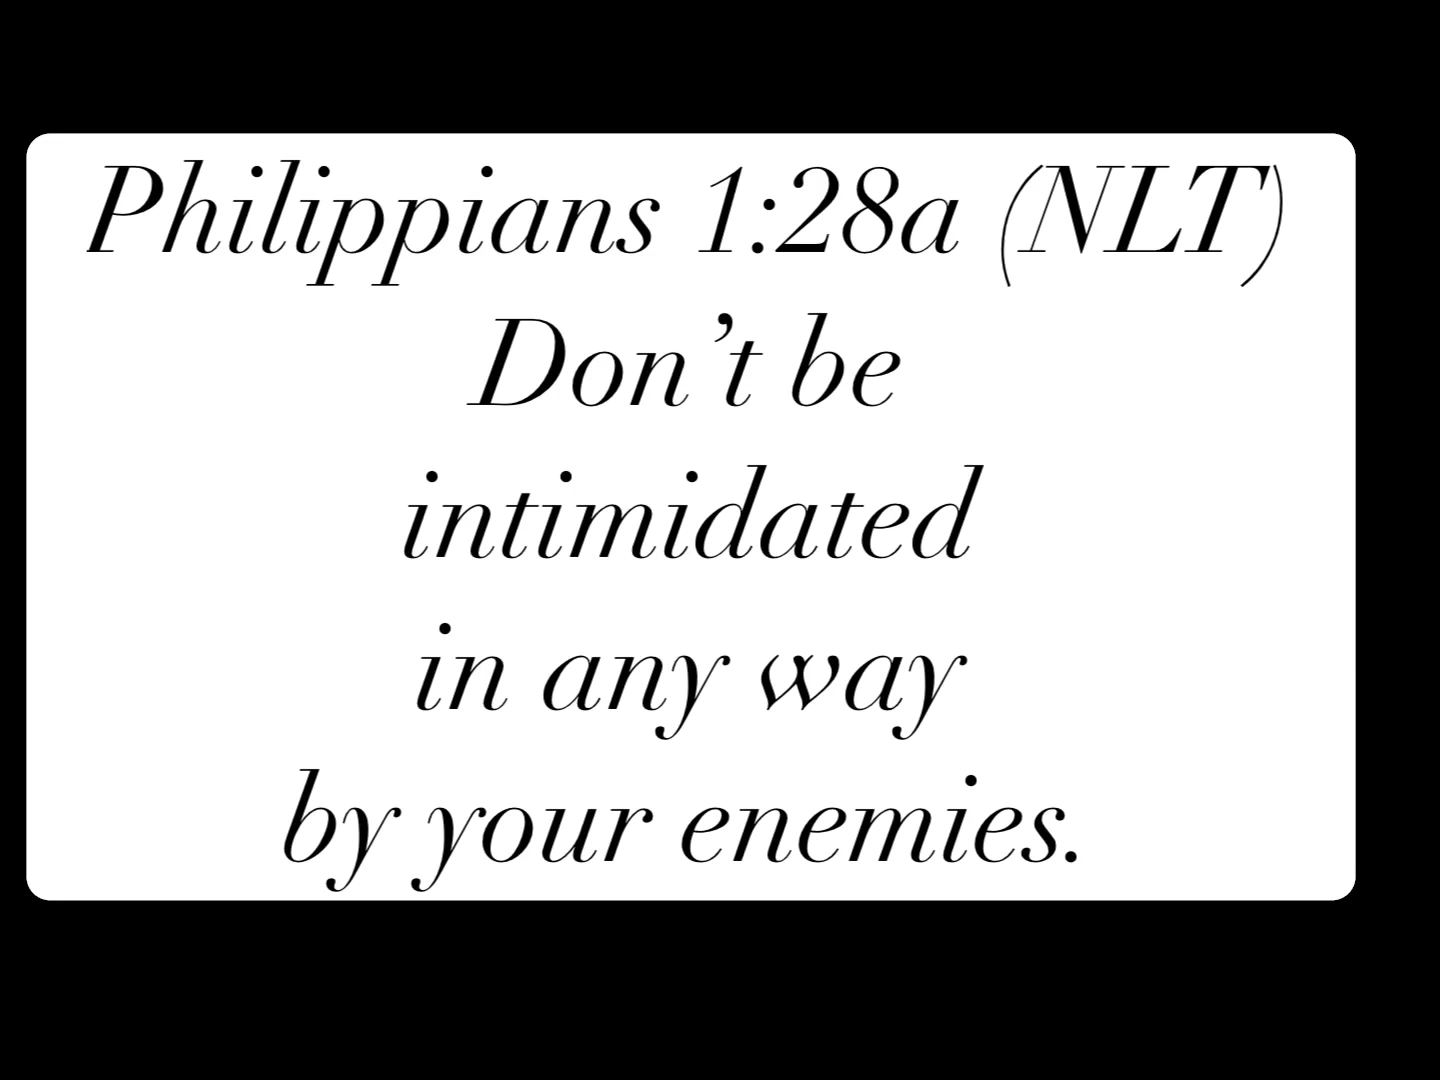 Philippians 1:28a (NLT)
Don’t be
intimidated
in any way
by your enemies.